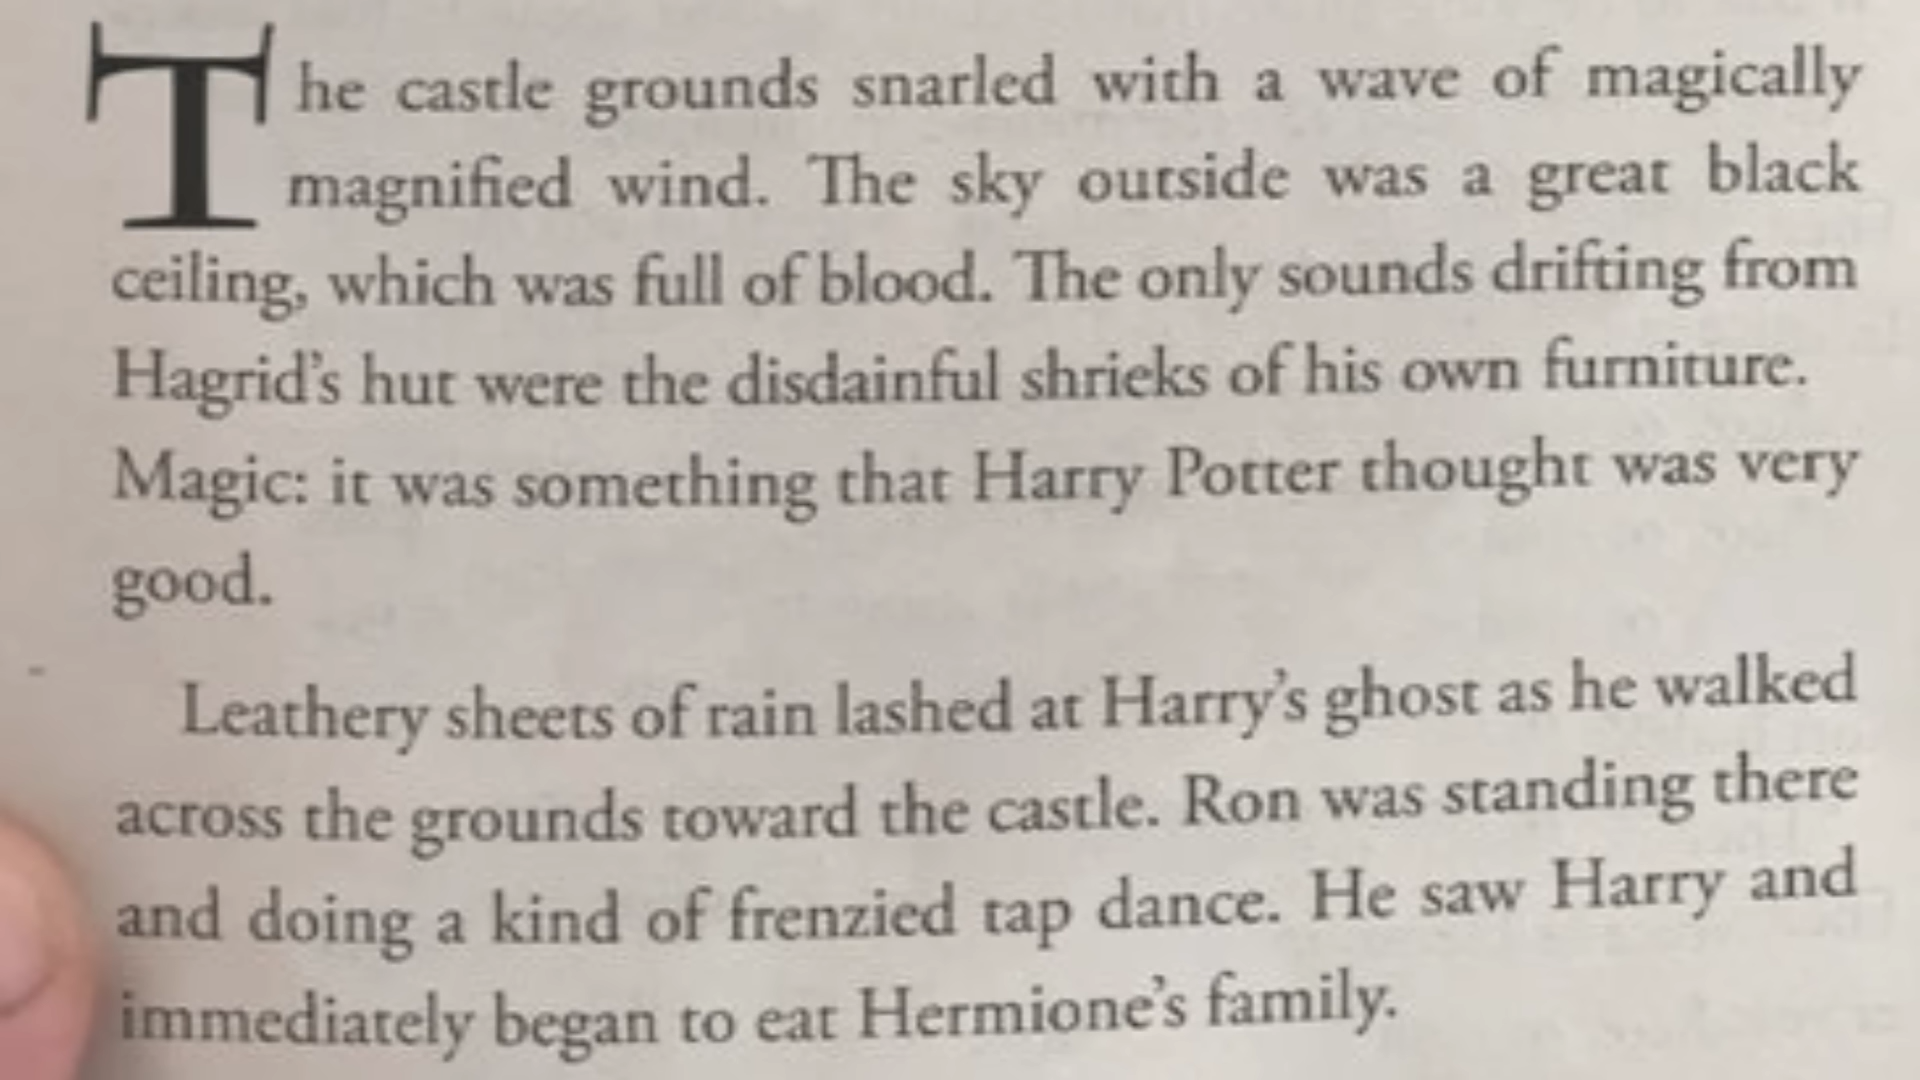 The castle grounds snarled with a wave of magically
magnified wind. The sky outside was a great black
ceiling, which was full of blood. The only sounds drifting from
Hagrid's hut were the disdainful shrieks of his own furniture.
Magic: it was something that Harry Potter thought was very
good.
Leathery sheets of rain lashed at Harry's ghost as he walked
across the grounds toward the castle. Ron was standing there
and doing a kind of frenzied tap dance. He saw Harry and
immediately began to eat Hermione's family.